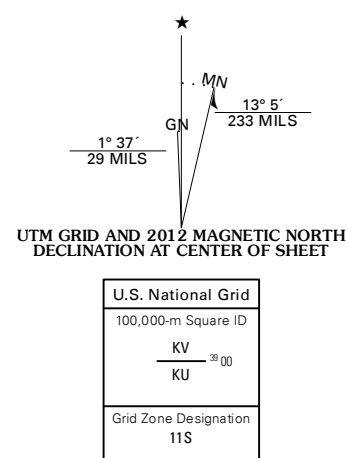 ★
MN
13° 5´
233 MILS
GN
1° 37´
29 MILS
UTM GRID AND 2012 MAGNETIC NORTH
DECLINATION AT CENTER OF SHEET
U.S. National Grid
100,000-m Square ID
KV
39 00
KU
Grid Zone Designation
11S